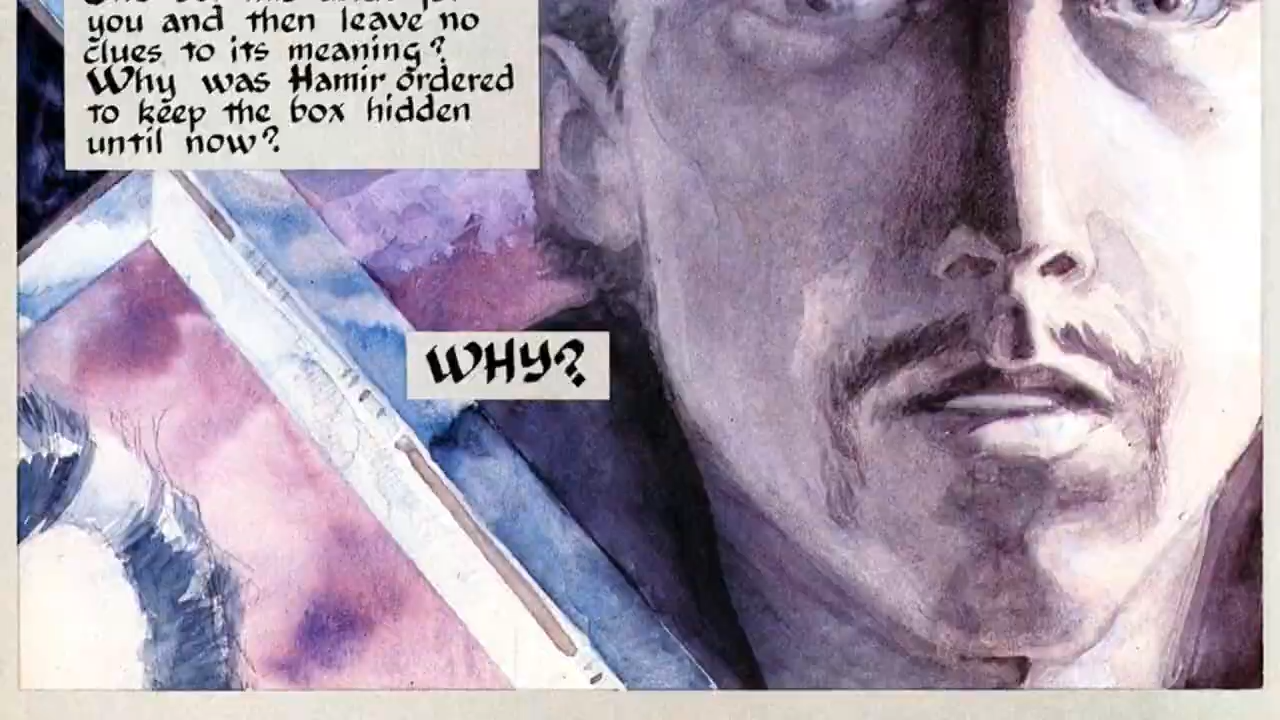 you and then leave no
clues to its meaning?
Why was Hamir ordered
to keep the box hidden
until now?
WHY?